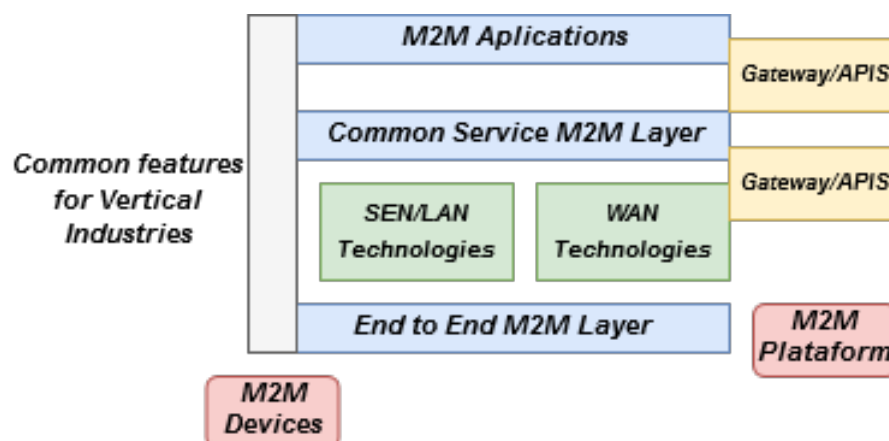 M2M Aplications
Gateway/APIS
Common Service M2M Layer
Common features
for Vertical
Industries
Gateway/APIS
SEN/LAN
Technologies
WAN
Technologies
End to End M2M Layer
M2M
Plataform
M2M
Devices